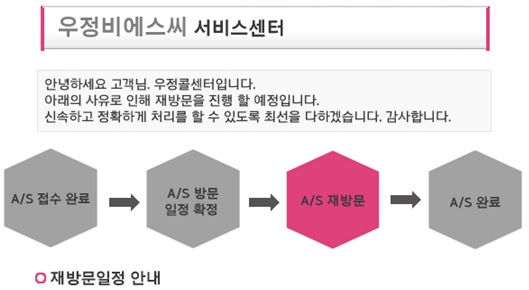 우정비에스씨 서비스센터
안녕하세요 고객님. 우정콜센터입니다.
아래의 사유로 인해 재방문을 진행 할 예정입니다.
신속하고 정확하게 처리를 할 수 있도록 최선을 다하겠습니다. 감사합니다.
A/S 접수 완료
A/S 방문
일정 확정
A/S 재방문
A/S 완료
재방문일정 안내